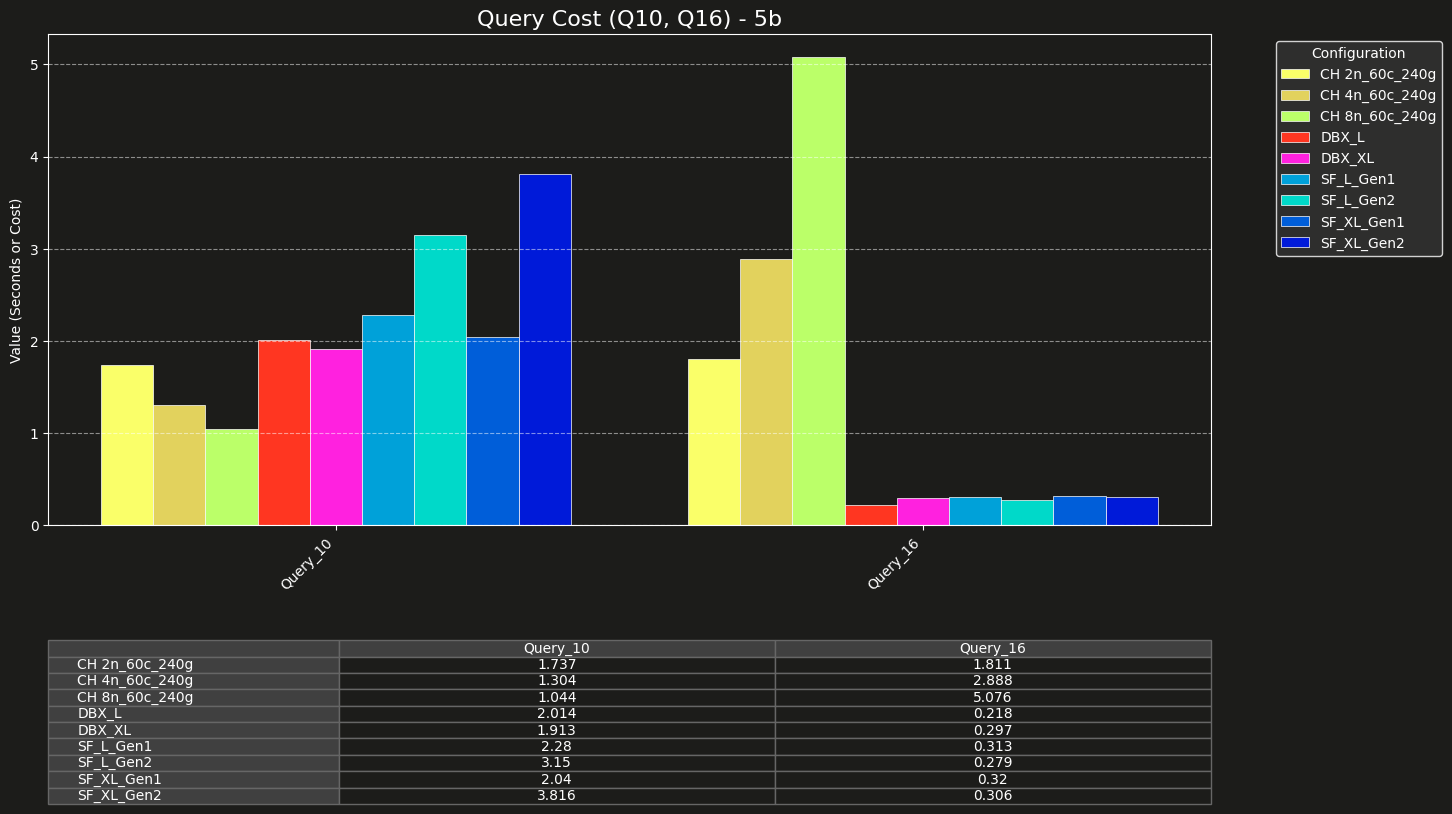 Query Cost (Q10, Q16) - 5b
Value (Seconds or Cost)
5
4
3
2
1
0
Query_10
Query_16
Configuration
CH 2n_60c_240g
CH 4n_60c_240g
CH 8n_60c_240g
DBX_L
DBX_XL
SF_L_Gen1
SF_L_Gen2
SF_XL_Gen1
SF_XL_Gen2
Query_10 Query_16
CH 2n_60c_240g 1.737 1.811
CH 4n_60c_240g 1.304 2.888
CH 8n_60c_240g 1.044 5.076
DBX_L 2.014 0.218
DBX_XL 1.913 0.297
SF_L_Gen1 2.28 0.313
SF_L_Gen2 3.15 0.279
SF_XL_Gen1 2.04 0.32
SF_XL_Gen2 3.816 0.306